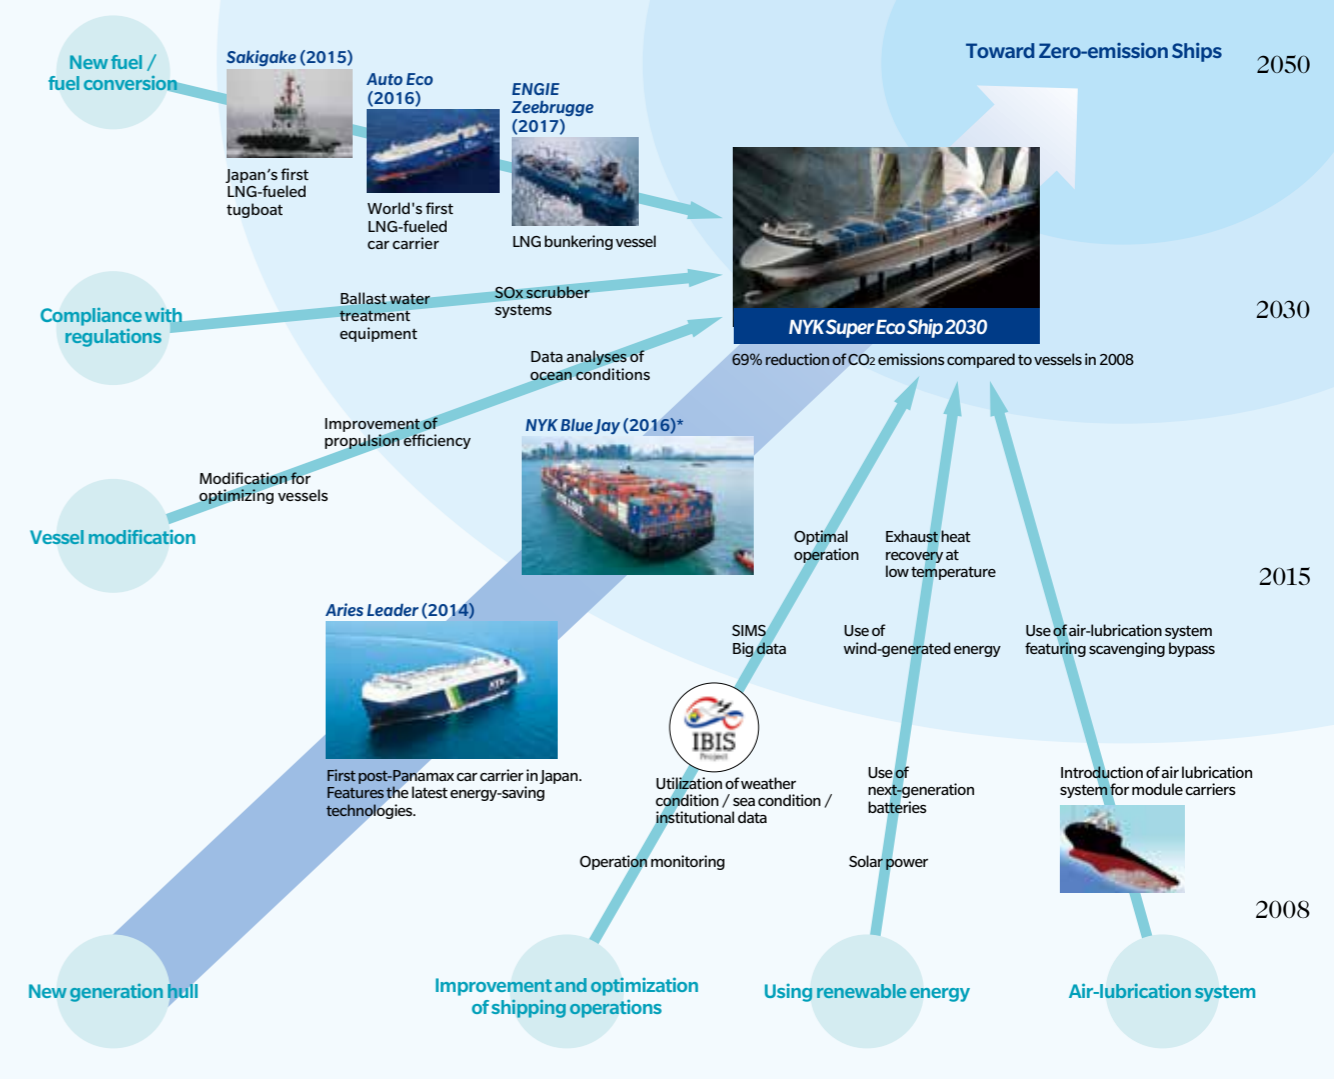 Toward Zero-emission Ships
2050
New fuel /
fuel conversion
Sakigake (2015)
Japan's first
LNG-fueled
tugboat
Auto Eco
(2016)
World's first
LNG-fueled
car carrier
ENGIE
Zeebrugge
(2017)
LNG bunkering vessel
2030
NYK Super Eco Ship 2030
69% reduction of CO2 emissions compared to vessels in 2008
Compliance with
regulations
Ballast water
treatment
equipment
SOx scrubber
systems
Data analyses of
ocean conditions
Improvement of
propulsion efficiency
Modification for
optimizing vessels
Vessel modification
NYK Blue Jay (2016)*
2015
Aries Leader (2014)
NYK
First post-Panamax car carrier in Japan.
Features the latest energy-saving
technologies.
Optimal
operation
SIMS
Big data
IBIS
Project
Utilization of weather
condition / sea condition /
institutional data
Operation monitoring
Exhaust heat
recovery at
low temperature
Use of
wind-generated energy
Use of
next-generation
batteries
Solar power
Use of air-lubrication system
featuring scavenging bypass
Introduction of air lubrication
system for module carriers
2008
New generation hull
Improvement and optimization
of shipping operations
Using renewable energy
Air-lubrication system